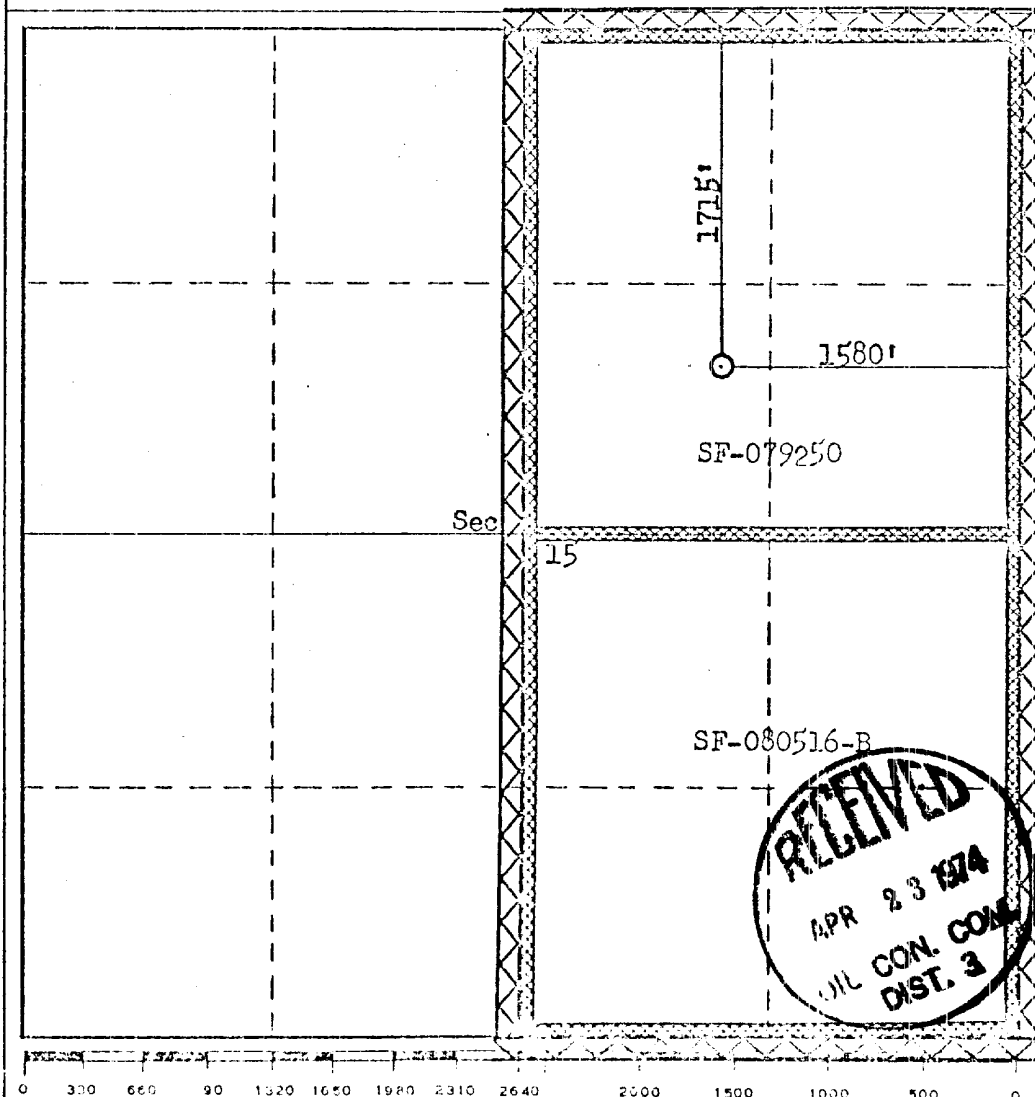 1715'
1580'
SF-079250
Sec
15
SF-080516-B
RECEIVED
APR 23 1974
OIL CON. COM.
DIST. 3
0 330 660 90 1320 1650 1980 2310 2640 2000 1500 1000 500 0